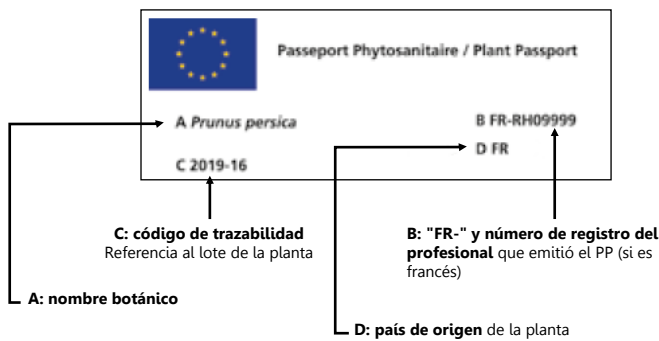 Passeport Phytosanitaire / Plant Passport
A Prunus persica
B FR-RH09999
D FR
C 2019-16
C: código de trazabilidad
Referencia al lote de la planta
B: "FR-" y número de registro del
profesional que emitió el PP (si es
francés)
A: nombre botánico
D: país de origen de la planta